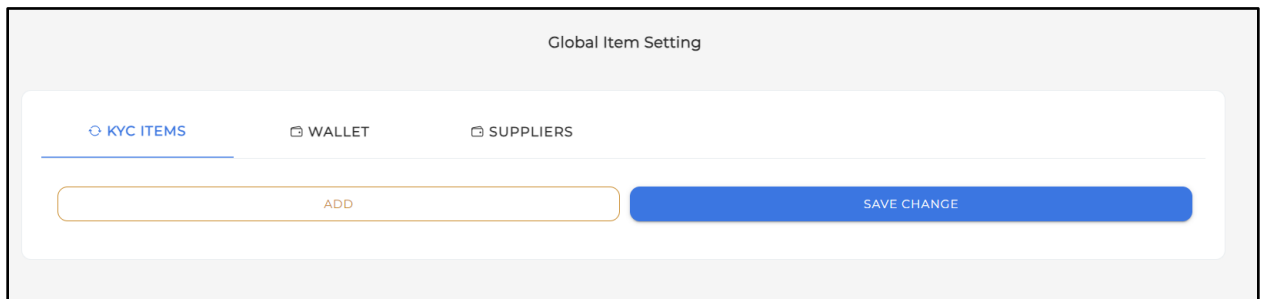 Global Item Setting
KYC ITEMS WALLET SUPPLIERS
ADD SAVE CHANGE